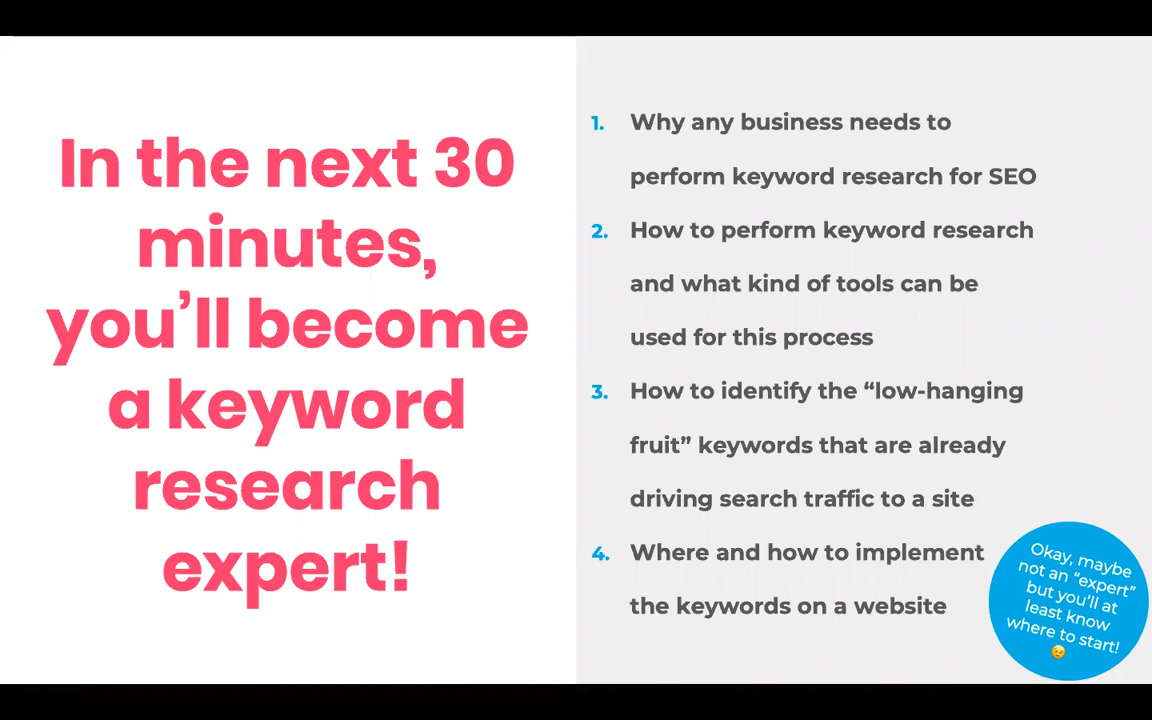 In the next 30
minutes,
you’ll become
a keyword
research
expert!
1. Why any business needs to
perform keyword research for SEO
2. How to perform keyword research
and what kind of tools can be
used for this process
3. How to identify the “low-hanging
fruit” keywords that are already
driving search traffic to a site
4. Where and how to implement
the keywords on a website
Okay, maybe
not an “expert”
but you’ll at
least know
where to start!
😉